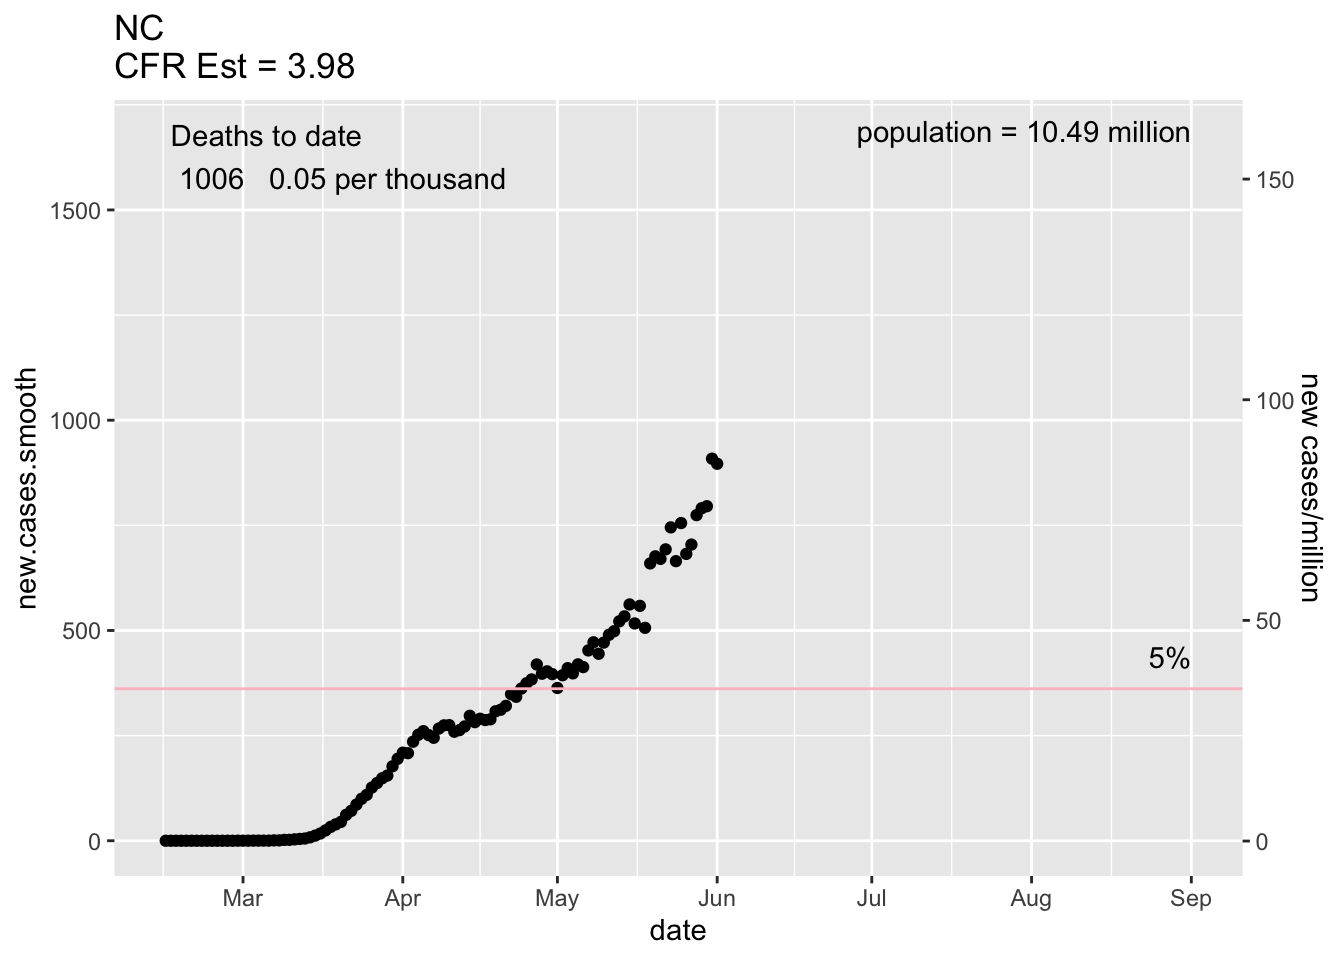 NC
CFR Est = 3.98
Deaths to date
1006 0.05 per thousand
population = 10.49 million
new.cases.smooth
1500
1000
500
0
150
100
50
0
new cases/million
5%
Mar Apr May Jun Jul Aug Sep
date